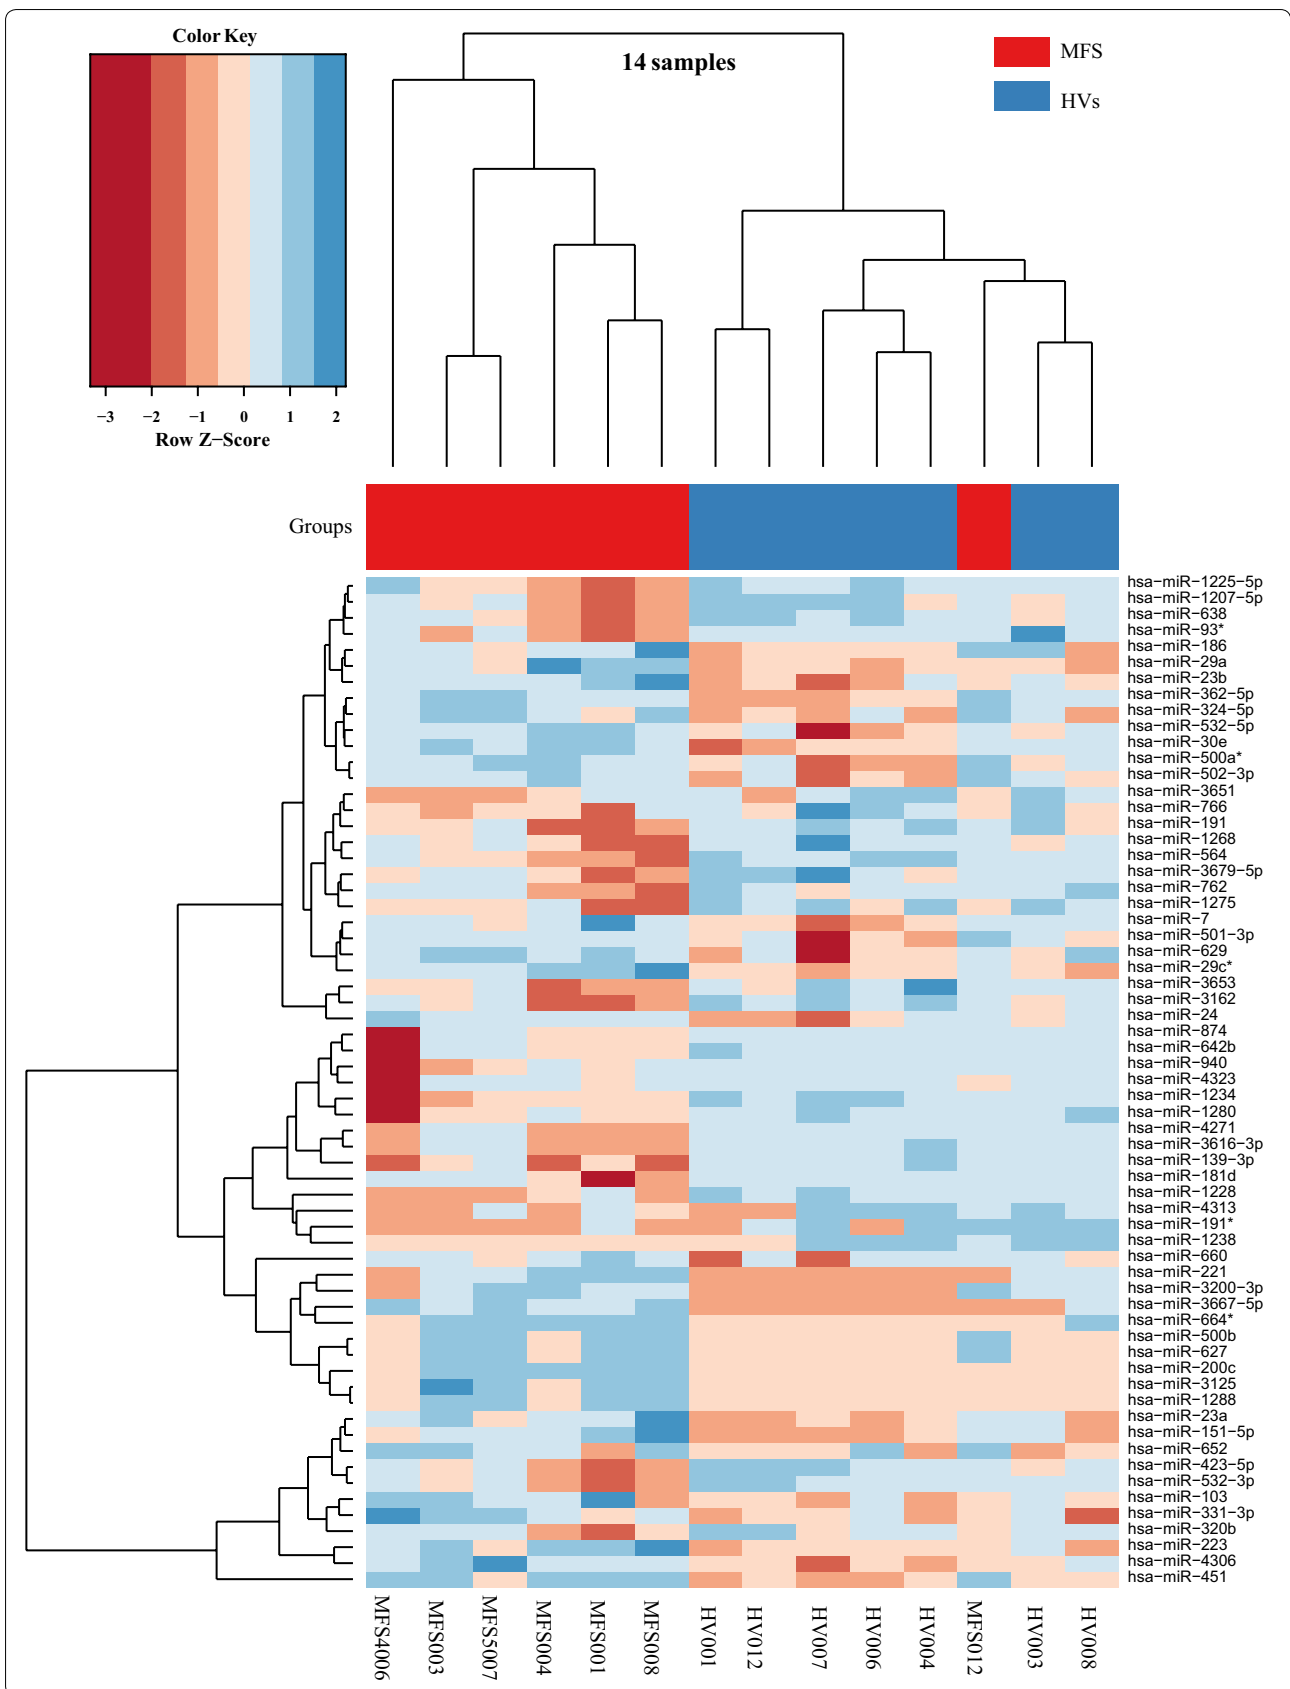 Color Key
−3 −2 −1 0 1 2
Row Z−Score
14 samples
MFS
HVs
Groups
hsa−miR−1225−5p
hsa−miR−1207−5p
hsa−miR−638
hsa−miR−93*
hsa−miR−186
hsa−miR−29a
hsa−miR−23b
hsa−miR−362−5p
hsa−miR−324−5p
hsa−miR−532−5p
hsa−miR−30e
hsa−miR−500a*
hsa−miR−502−3p
hsa−miR−3651
hsa−miR−766
hsa−miR−191
hsa−miR−1268
hsa−miR−564
hsa−miR−3679−5p
hsa−miR−762
hsa−miR−1275
hsa−miR−7
hsa−miR−501−3p
hsa−miR−629
hsa−miR−29c*
hsa−miR−3653
hsa−miR−3162
hsa−miR−24
hsa−miR−874
hsa−miR−642b
hsa−miR−940
hsa−miR−4323
hsa−miR−1234
hsa−miR−1280
hsa−miR−4271
hsa−miR−3616−3p
hsa−miR−139−3p
hsa−miR−181d
hsa−miR−1228
hsa−miR−4313
hsa−miR−191*
hsa−miR−1238
hsa−miR−660
hsa−miR−221
hsa−miR−3200−3p
hsa−miR−3667−5p
hsa−miR−664*
hsa−miR−500b
hsa−miR−627
hsa−miR−200c
hsa−miR−3125
hsa−miR−1288
hsa−miR−23a
hsa−miR−151−5p
hsa−miR−652
hsa−miR−423−5p
hsa−miR−532−3p
hsa−miR−103
hsa−miR−331−3p
hsa−miR−320b
hsa−miR−223
hsa−miR−4306
hsa−miR−451
MFS4006
MFS003
MFS5007
MFS004
MFS001
MFS008
HV001
HV012
HV007
HV006
HV004
MFS012
HV003
HV008